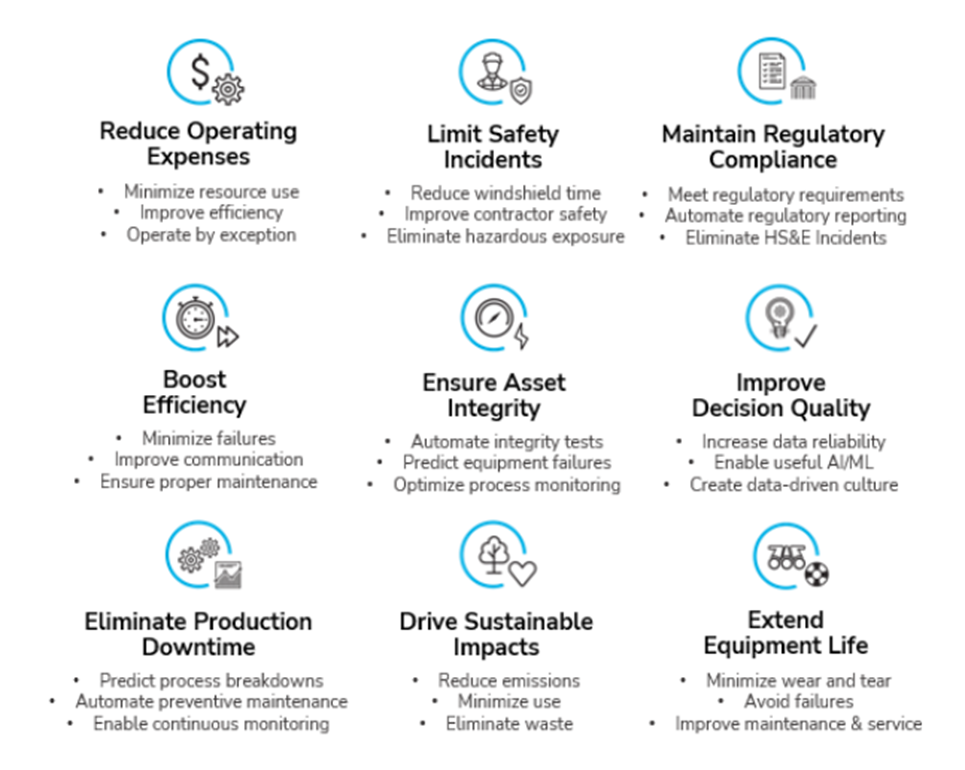 $
Reduce Operating
Expenses
• Minimize resource use
• Improve efficiency
• Operate by exception
Limit Safety
Incidents
• Reduce windshield time
• Improve contractor safety
• Eliminate hazardous exposure
Maintain Regulatory
Compliance
• Meet regulatory requirements
• Automate regulatory reporting
• Eliminate HS&E Incidents
Boost
Efficiency
• Minimize failures
• Improve communication
• Ensure proper maintenance
Ensure Asset
Integrity
• Automate integrity tests
• Predict equipment failures
• Optimize process monitoring
Improve
Decision Quality
• Increase data reliability
• Enable useful AI/ML
• Create data-driven culture
Eliminate Production
Downtime
• Predict process breakdowns
• Automate preventive maintenance
• Enable continuous monitoring
Drive Sustainable
Impacts
• Reduce emissions
• Minimize use
• Eliminate waste
Extend
Equipment Life
• Minimize wear and tear
• Avoid failures
• Improve maintenance & service